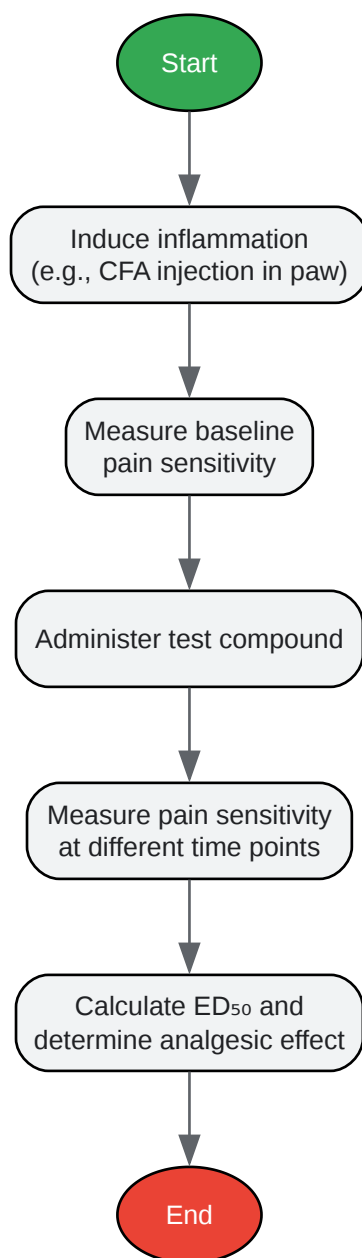 Start
Induce inflammation
(e.g., CFA injection in paw)
Measure baseline
pain sensitivity
Administer test compound
Measure pain sensitivity
at different time points
Calculate ED₅₀ and
determine analgesic effect
End